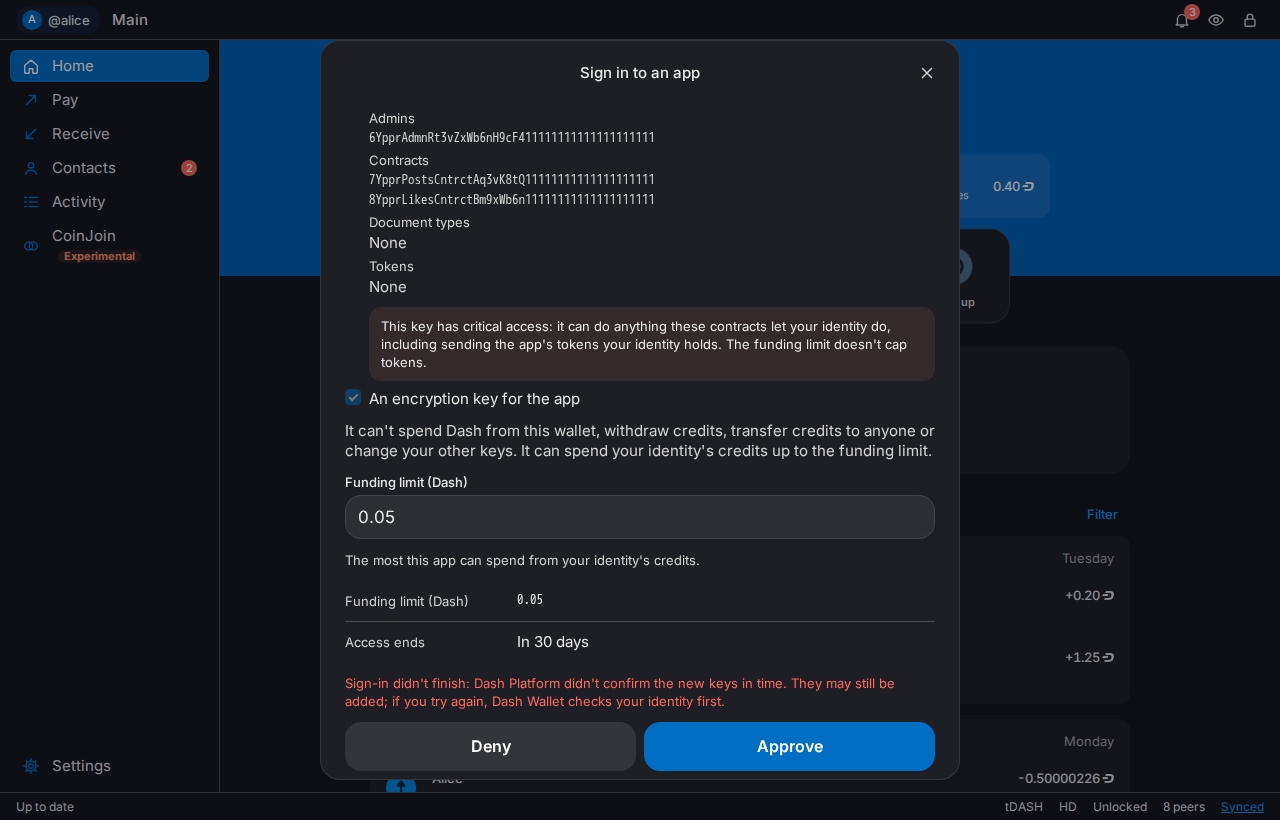 A @alice Main
3
Home
Pay
Receive
Contacts 2
Activity
CoinJoin
Experimental
Settings
Sign in to an app
Admins
6YpprAdmnRt3vZxWb6nH9cF41111111111111111111
Contracts
7YpprPostsCntrctAq3vK8tQ1111111111111111111
8YpprLikesCntrctBm9xWb6n1111111111111111111
Document types
None
Tokens
None
This key has critical access: it can do anything these contracts let your identity do,
including sending the app's tokens your identity holds. The funding limit doesn't cap
tokens.
An encryption key for the app
It can't spend Dash from this wallet, withdraw credits, transfer credits to anyone or
change your other keys. It can spend your identity's credits up to the funding limit.
Funding limit (Dash)
0.05
The most this app can spend from your identity's credits.
Funding limit (Dash) 0.05
Access ends In 30 days
Sign-in didn't finish: Dash Platform didn't confirm the new keys in time. They may still be
added; if you try again, Dash Wallet checks your identity first.
Deny Approve
0.40
es
up
Filter
Tuesday
+0.20
+1.25
Monday
Alice
-0.50000226
Up to date
tDASH HD Unlocked 8 peers Synced